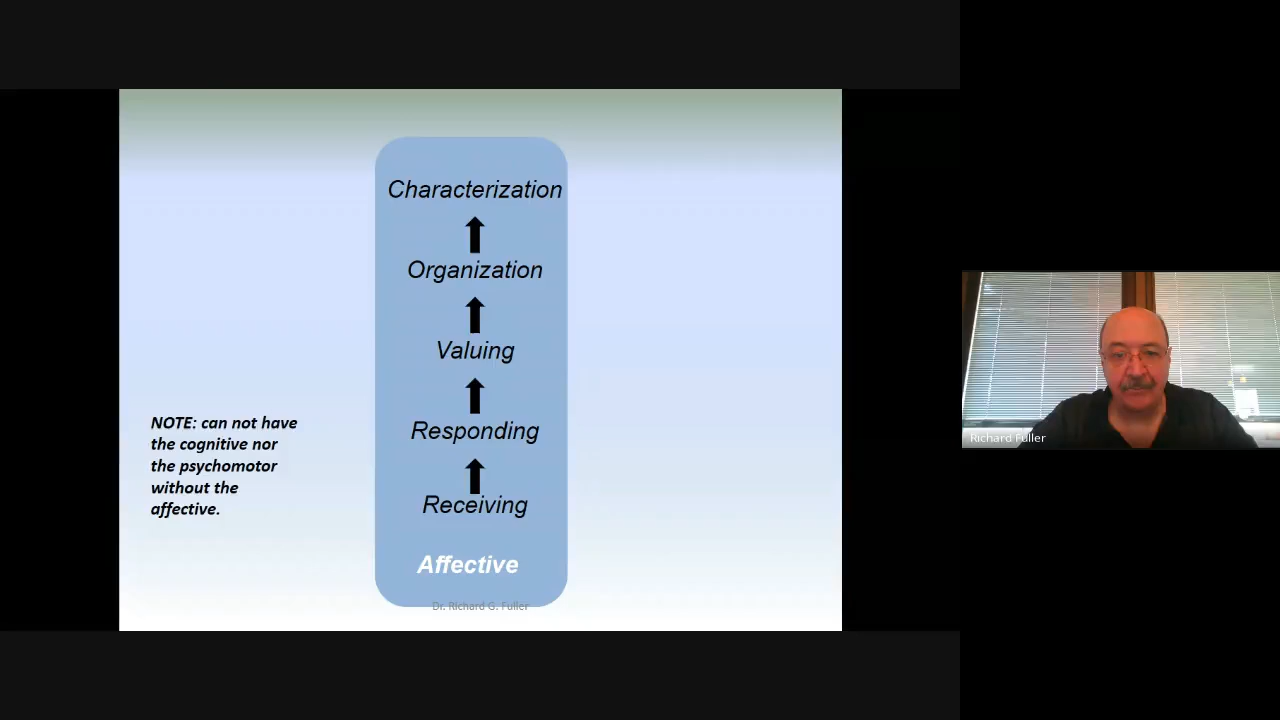 Characterization
Organization
Valuing
Responding
Receiving
Affective
NOTE: can not have
the cognitive nor
the psychomotor
without the
affective.
Dr. Richard G. Fuller
Richard Fuller